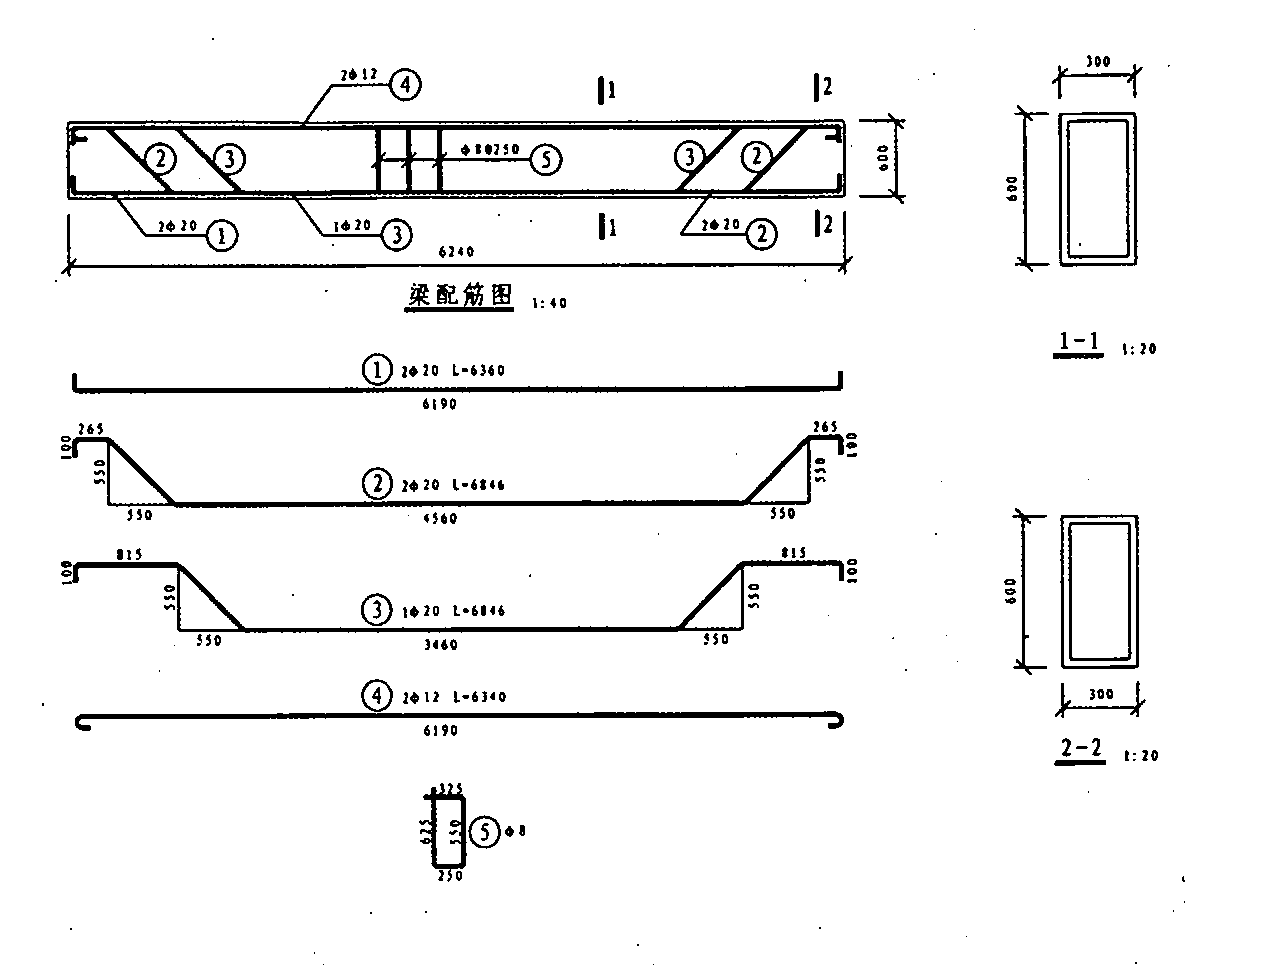 2Φ12 ④
1 2
② ③ Φ8@250 ⑤ ③ ② 600
2Φ20 ① 1Φ20 ③ 2Φ20 ②
1 2
6240
梁配筋图 1:40
300
600
1-1 1:20
① 2Φ20 L=6360
6190
265 265
100 550 550 100
② 2Φ20 L=6846
550 4560 550
815 815
100 550 550 100
③ 1Φ20 L=6846
550 3460 550
④ 2Φ12 L=6340
6190
600
300
2-2 1:20
325
625 550 ⑤ Φ8
250